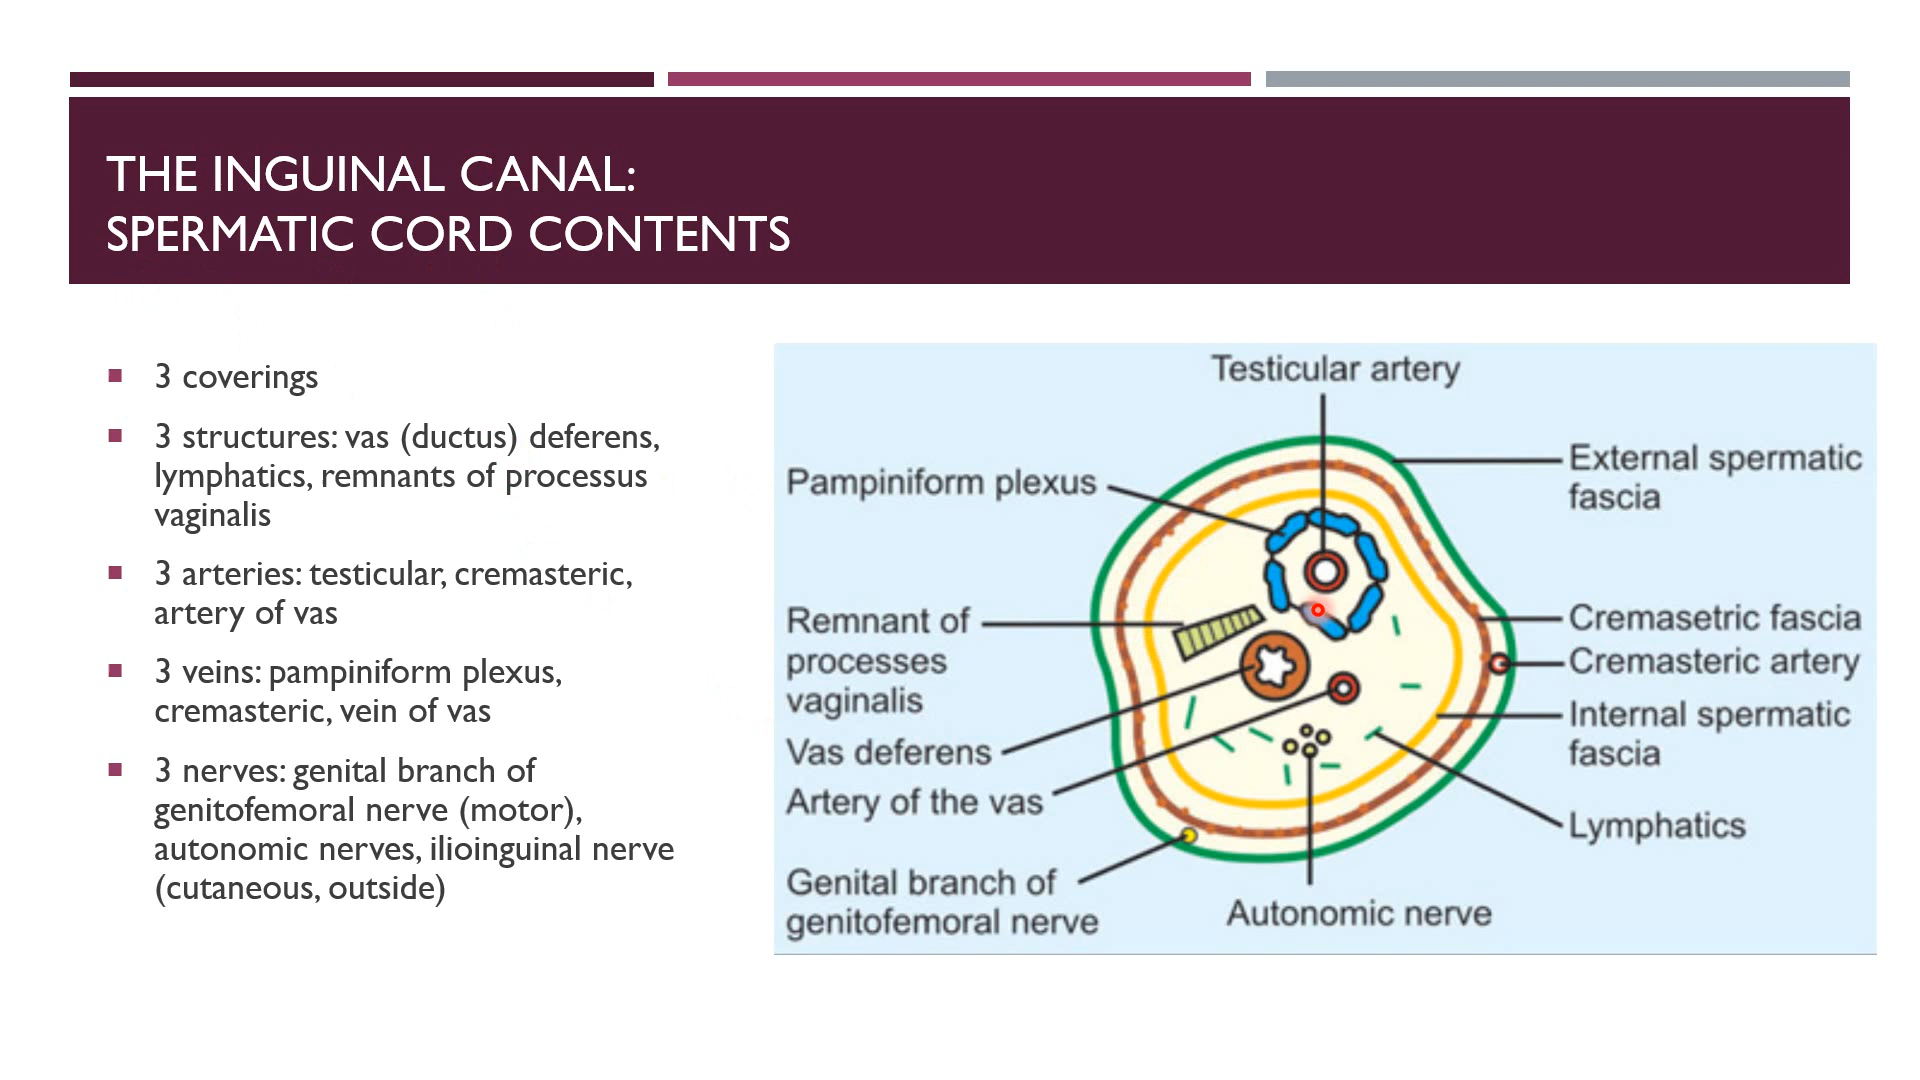 THE INGUINAL CANAL:
SPERMATIC CORD CONTENTS
3 coverings
3 structures: vas (ductus) deferens,
lymphatics, remnants of processus
vaginalis
3 arteries: testicular, cremasteric,
artery of vas
3 veins: pampiniform plexus,
cremasteric, vein of vas
3 nerves: genital branch of
genitofemoral nerve (motor),
autonomic nerves, ilioinguinal nerve
(cutaneous, outside)
Testicular artery
Pampiniform plexus
Remnant of
processes
vaginalis
Vas deferens
Artery of the vas
Genital branch of
genitofemoral nerve
Autonomic nerve
External spermatic
fascia
Cremasetric fascia
Cremasteric artery
Internal spermatic
fascia
Lymphatics